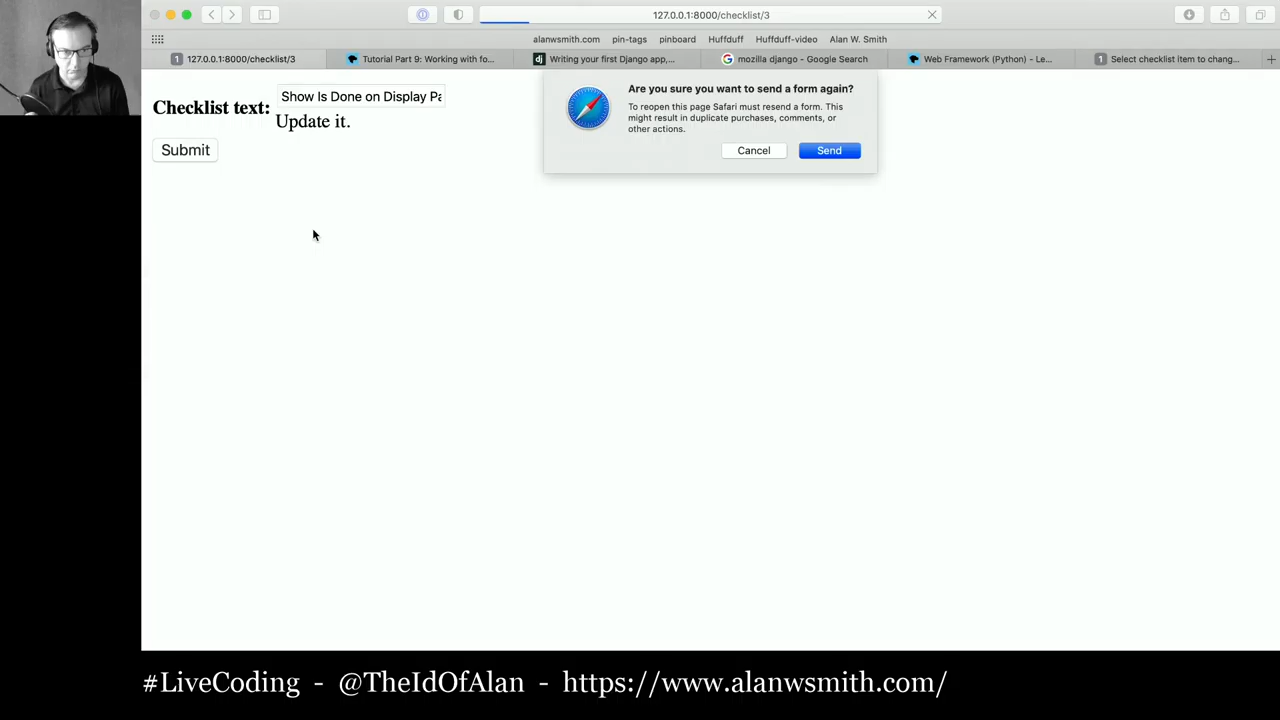 127.0.0.1:8000/checklist/3
alanwsmith.com pin-tags pinboard Huffduff Huffduff-video Alan W. Smith
1 127.0.0.1:8000/checklist/3 Tutorial Part 9: Working with fo... dj Writing your first Django app,... G mozilla django - Google Search Web Framework (Python) - Le... 1 Select checklist item to chang...
Checklist text: Show Is Done on Display Pa
Update it.
Submit
Are you sure you want to send a form again?
To reopen this page Safari must resend a form. This
might result in duplicate purchases, comments, or
other actions.
Cancel Send
#LiveCoding - @TheIdOfAlan - https://www.alanwsmith.com/